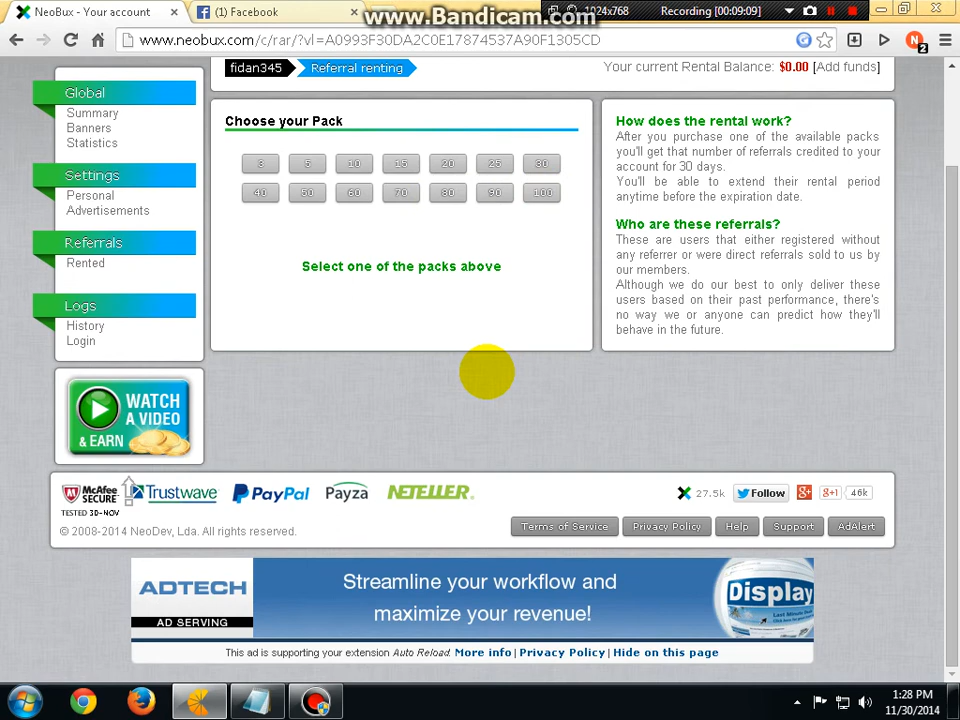 NeoBux - Your account
(1) Facebook
www.Bandicam.com
1024x768
Recording [00:09:09]
www.neobux.com/c/rar/?vl=A0993F30DA2C0E17874537A90F1305CD
2
fidan345
Referral renting
Your current Rental Balance: $0.00 [Add funds]
Global
Summary
Banners
Statistics
Settings
Personal
Advertisements
Referrals
Rented
Logs
History
Login
WATCH
A VIDEO
& EARN
Choose your Pack
3 5 10 15 20 25 30
40 50 60 70 80 90 100
Select one of the packs above
How does the rental work?
After you purchase one of the available packs
you'll get that number of referrals credited to your
account for 30 days.
You'll be able to extend their rental period
anytime before the expiration date.
Who are these referrals?
These are users that either registered without
any referrer or were direct referrals sold to us by
our members.
Although we do our best to only deliver these
users based on their past performance, there's
no way we or anyone can predict how they'll
behave in the future.
McAfee
SECURE
TESTED 30-NOV
Trustwave
PayPal
Payza
NETELLER
27.5k
Follow
+1
46k
© 2008-2014 NeoDev, Lda. All rights reserved.
Terms of Service
Privacy Policy
Help
Support
AdAlert
ADTECH
AD SERVING
Streamline your workflow and
maximize your revenue!
Display
This ad is supporting your extension Auto Reload: More info | Privacy Policy | Hide on this page
1:28 PM
11/30/2014